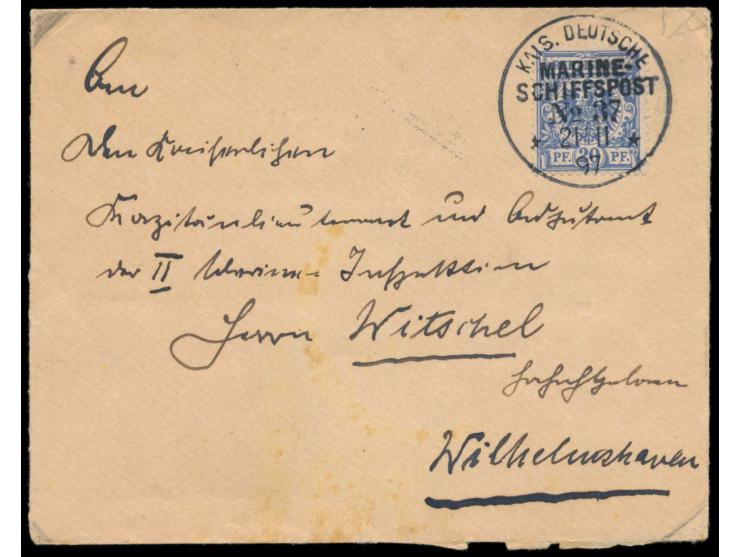 KAIS. DEUTSCHE
MARINE-
SCHIFFSPOST
No 37
* 21 11 *
97
PF. 20 PF.
An
den Kaiserlichen
Kapitänlieutenant und Adjutant
der II Marine-Inspektion
Herrn Witschel
Hochwohlgeboren
Wilhelmshaven